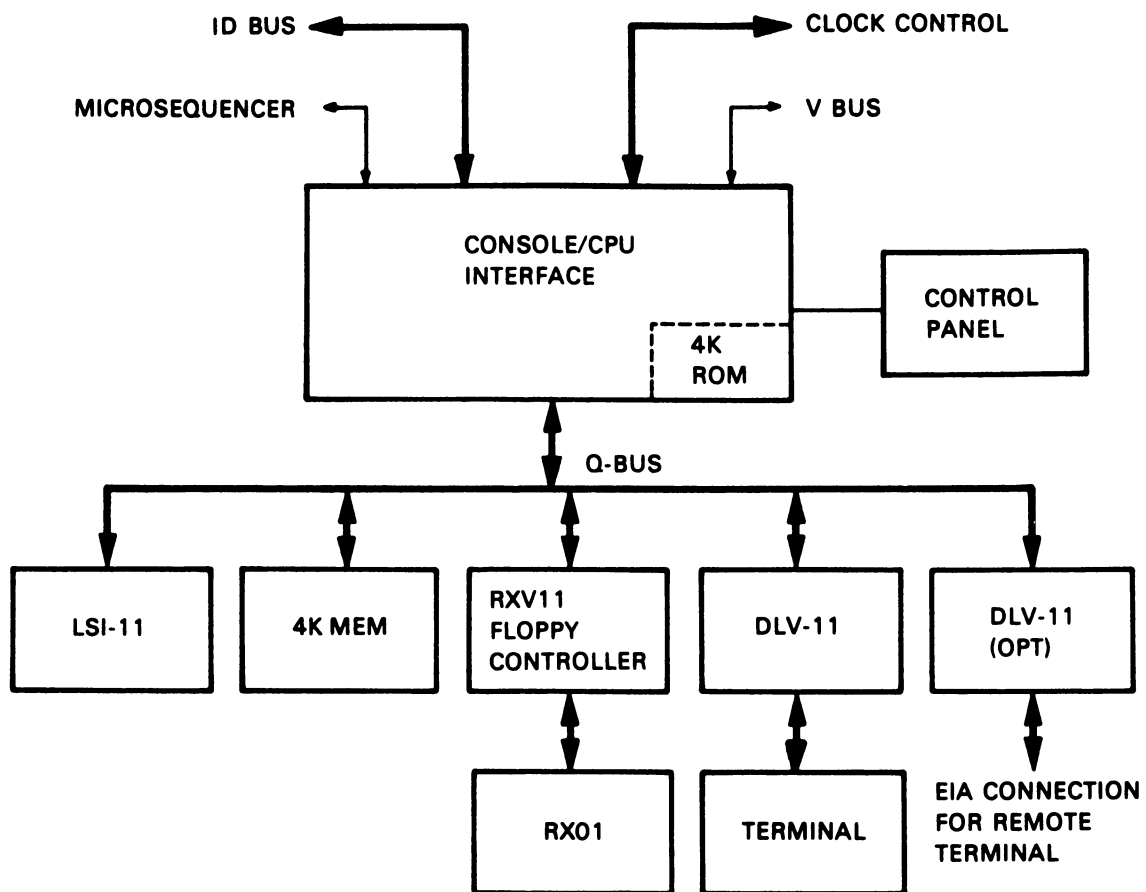 ID BUS
CLOCK CONTROL
MICROSEQUENCER
V BUS
CONSOLE/CPU
INTERFACE
4K
ROM
CONTROL
PANEL
Q-BUS
LSI-11
4K MEM
RXV11
FLOPPY
CONTROLLER
DLV-11
DLV-11
(OPT)
RX01
TERMINAL
EIA CONNECTION
FOR REMOTE
TERMINAL